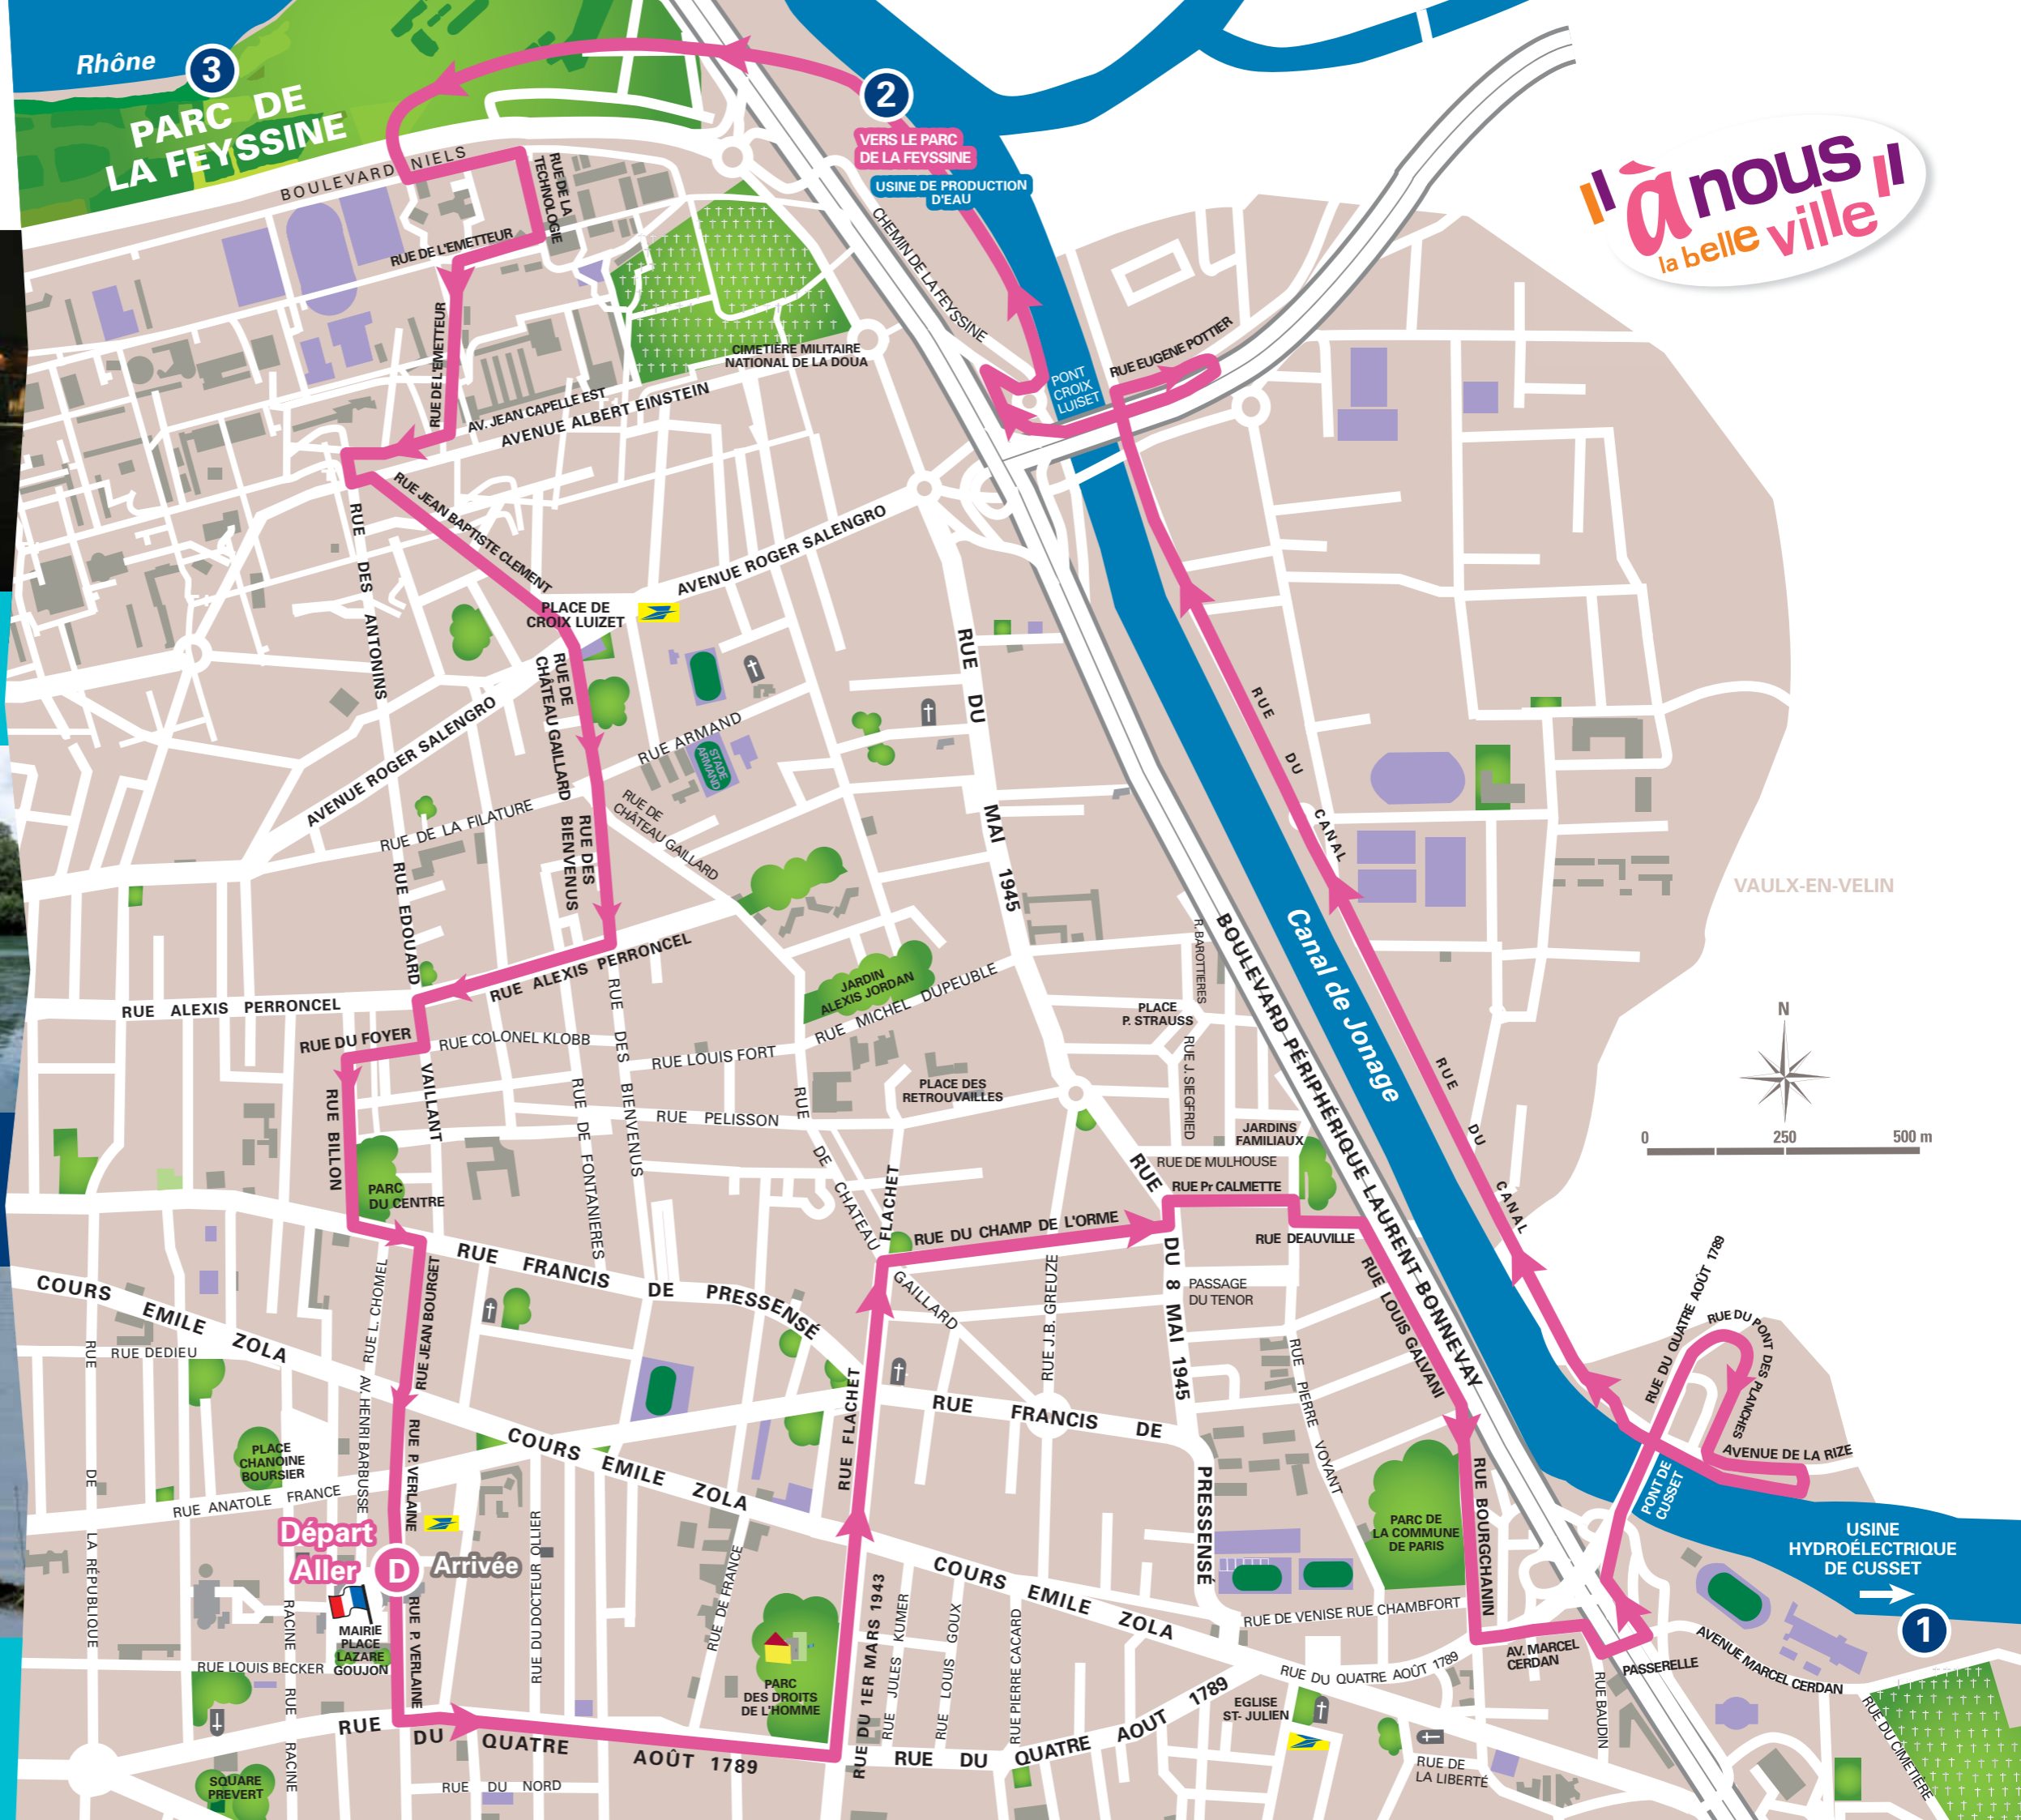 Rhône
3
PARC DE
LA FEYSSINE
BOULEVARD NIELS
RUE DE LA
TECHNOLOGIE
RUE DE L'EMETTEUR
RUE DE L'EMETTEUR
2
VERS LE PARC
DE LA FEYSSINE
USINE DE PRODUCTION
D'EAU
CHEMIN DE LA FEYSSINE
à nous
la belle ville
CIMETIÈRE MILITAIRE
NATIONAL DE LA DOUA
AV. JEAN CAPELLE EST
AVENUE ALBERT EINSTEIN
PONT
CROIX
LUISET
RUE EUGENE POTTIER
RUE JEAN BAPTISTE CLEMENT
RUE DES ANTONINS
AVENUE ROGER SALENGRO
PLACE DE
CROIX LUIZET
RUE DE
CHÂTEAU GAILLARD
AVENUE ROGER SALENGRO
RUE ARMAND
STADE
ARMAND
RUE DE LA FILATURE
RUE DE
CHÂTEAU GAILLARD
RUE DES
BIENVENUS
RUE DU MAI 1945
RUE DU CANAL
VAULX-EN-VELIN
RUE EDOUARD
RUE ALEXIS PERRONCEL
RUE ALEXIS PERRONCEL
JARDIN
ALEXIS JORDAN
RUE MICHEL DUPEUBLE
R. BAROTTIERES
BOULEVARD PÉRIPHÉRIQUE LAURENT BONNEVAY
Canal de Jonage
PLACE
P. STRAUSS
RUE J. SIEGFRIED
N
0 250 500 m
RUE DU FOYER
RUE COLONEL KLOBB
RUE DES BIENVENUS
RUE LOUIS FORT
PLACE DES
RETROUVAILLES
VAILLANT
RUE BILLON
RUE DE FONTANIERES
RUE PELISSON
RUE DE CHATEAU
GAILLARD
FLACHET
JARDINS
FAMILIAUX
RUE DE MULHOUSE
RUE Pr CALMETTE
RUE DU CANAL
PARC
DU CENTRE
RUE DU CHAMP DE L'ORME
RUE
DU 8 MAI 1945
RUE DEAUVILLE
PASSAGE
DU TENOR
RUE LOUIS GALVANI
RUE FRANCIS DE PRESSENSÉ
COURS EMILE ZOLA
RUE DEDIEU
RUE L. CHOMEL
RUE JEAN BOURGET
RUE J.B. GREUZE
RUE PIERRE VOYANT
RUE DU QUATRE AOÛT 1789
RUE DU PONT DES PLANCHES
AVENUE DE LA RIZE
PONT DE
CUSSET
RUE FLACHET
RUE FRANCIS DE
PRESSENSÉ
PLACE
CHANOINE
BOURSIER
AV. HENRI BARBUSSE
RUE P. VERLAINE
COURS EMILE ZOLA
RUE ANATOLE FRANCE
RUE DE LA RÉPUBLIQUE
PARC DE
LA COMMUNE
DE PARIS
RUE BOURGCHANIN
USINE
HYDROÉLECTRIQUE
DE CUSSET
1
Départ
Aller
D
Arrivée
RUE DU DOCTEUR OLLIER
RUE DE FRANCE
MAIRIE
PLACE
LAZARE
GOUJON
RUE P. VERLAINE
RACINE
RUE
RACINE
RUE LOUIS BECKER
PARC
DES DROITS
DE L'HOMME
RUE DU 1ER MARS 1943
RUE JULES KUMER
RUE LOUIS GOUX
RUE PIERRE CACARD
COURS EMILE ZOLA
RUE DE VENISE RUE CHAMBFORT
RUE DU QUATRE AOÛT 1789
AV. MARCEL
CERDAN
PASSERELLE
RUE BAUDIN
AVENUE MARCEL CERDAN
RUE DU CIMETIÈRE
EGLISE
ST- JULIEN
RUE DE
LA LIBERTÉ
RUE DU QUATRE AOÛT 1789
RUE DU QUATRE AOUT 1789
RUE DU NORD
SQUARE
PREVERT